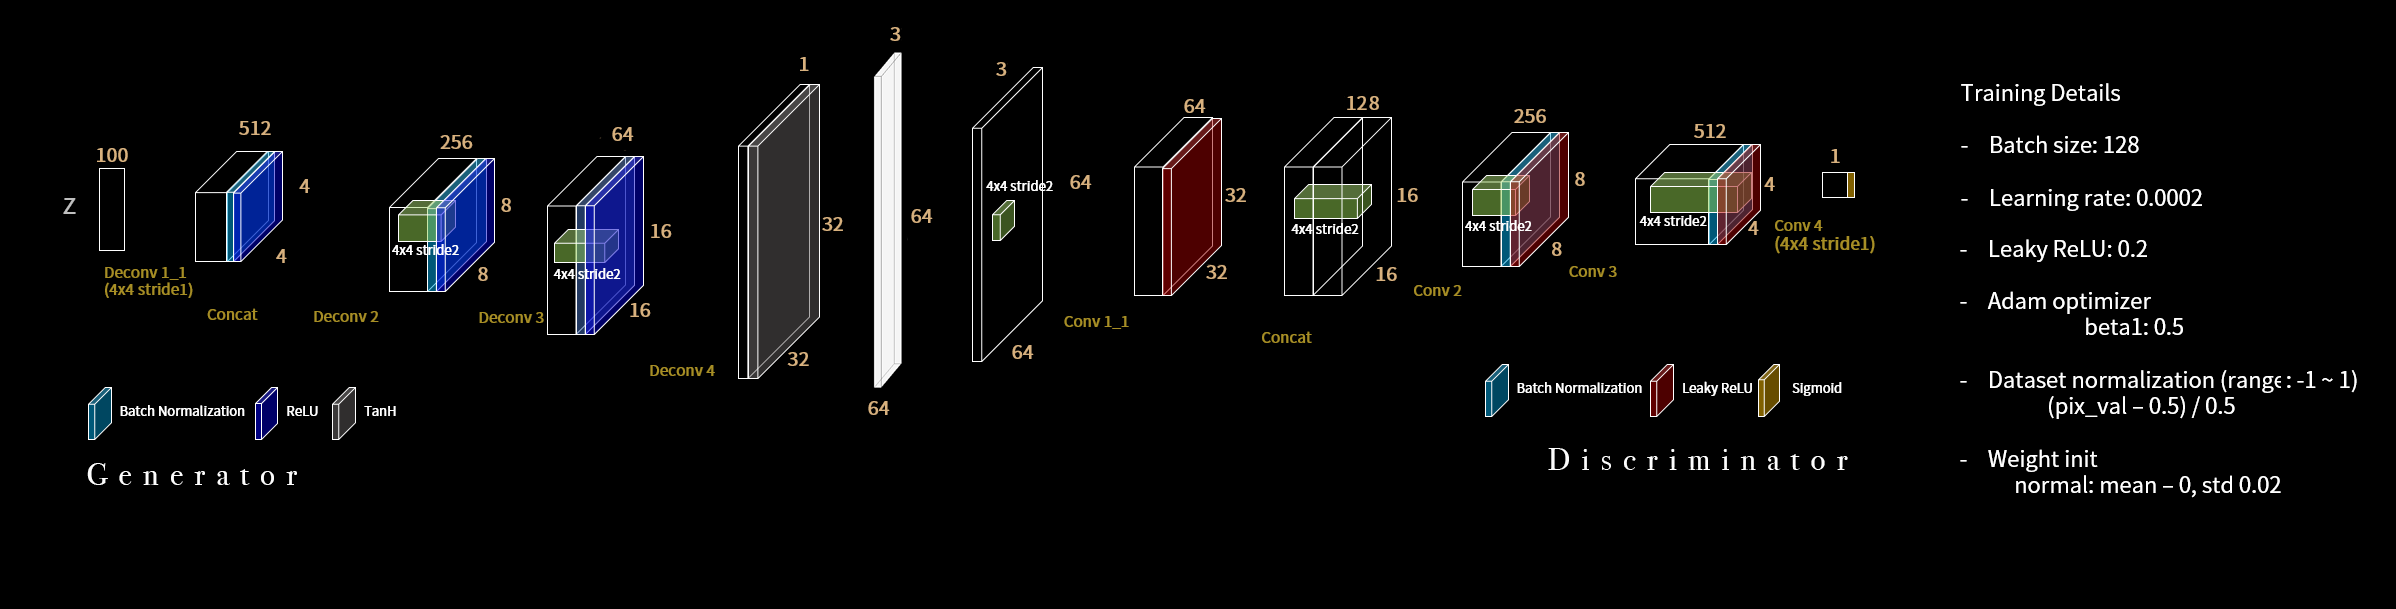 Z
100
Deconv 1_1
(4x4 stride1)
512
4
4
Concat
256
8
8
4x4 stride2
Deconv 2
64
16
16
4x4 stride2
Deconv 3
1
32
32
Deconv 4
3
64
64
Batch Normalization
ReLU
TanH
Generator
3
64
64
4x4 stride2
Conv 1_1
64
32
32
Concat
128
16
16
4x4 stride2
Conv 2
256
8
8
4x4 stride2
Conv 3
512
4
4
4x4 stride2
Conv 4
(4x4 stride1)
1
Batch Normalization
Leaky ReLU
Sigmoid
Discriminator
Training Details
- Batch size: 128
- Learning rate: 0.0002
- Leaky ReLU: 0.2
- Adam optimizer
beta1: 0.5
- Dataset normalization (range : -1 ~ 1)
(pix_val – 0.5) / 0.5
- Weight init
normal: mean – 0, std 0.02